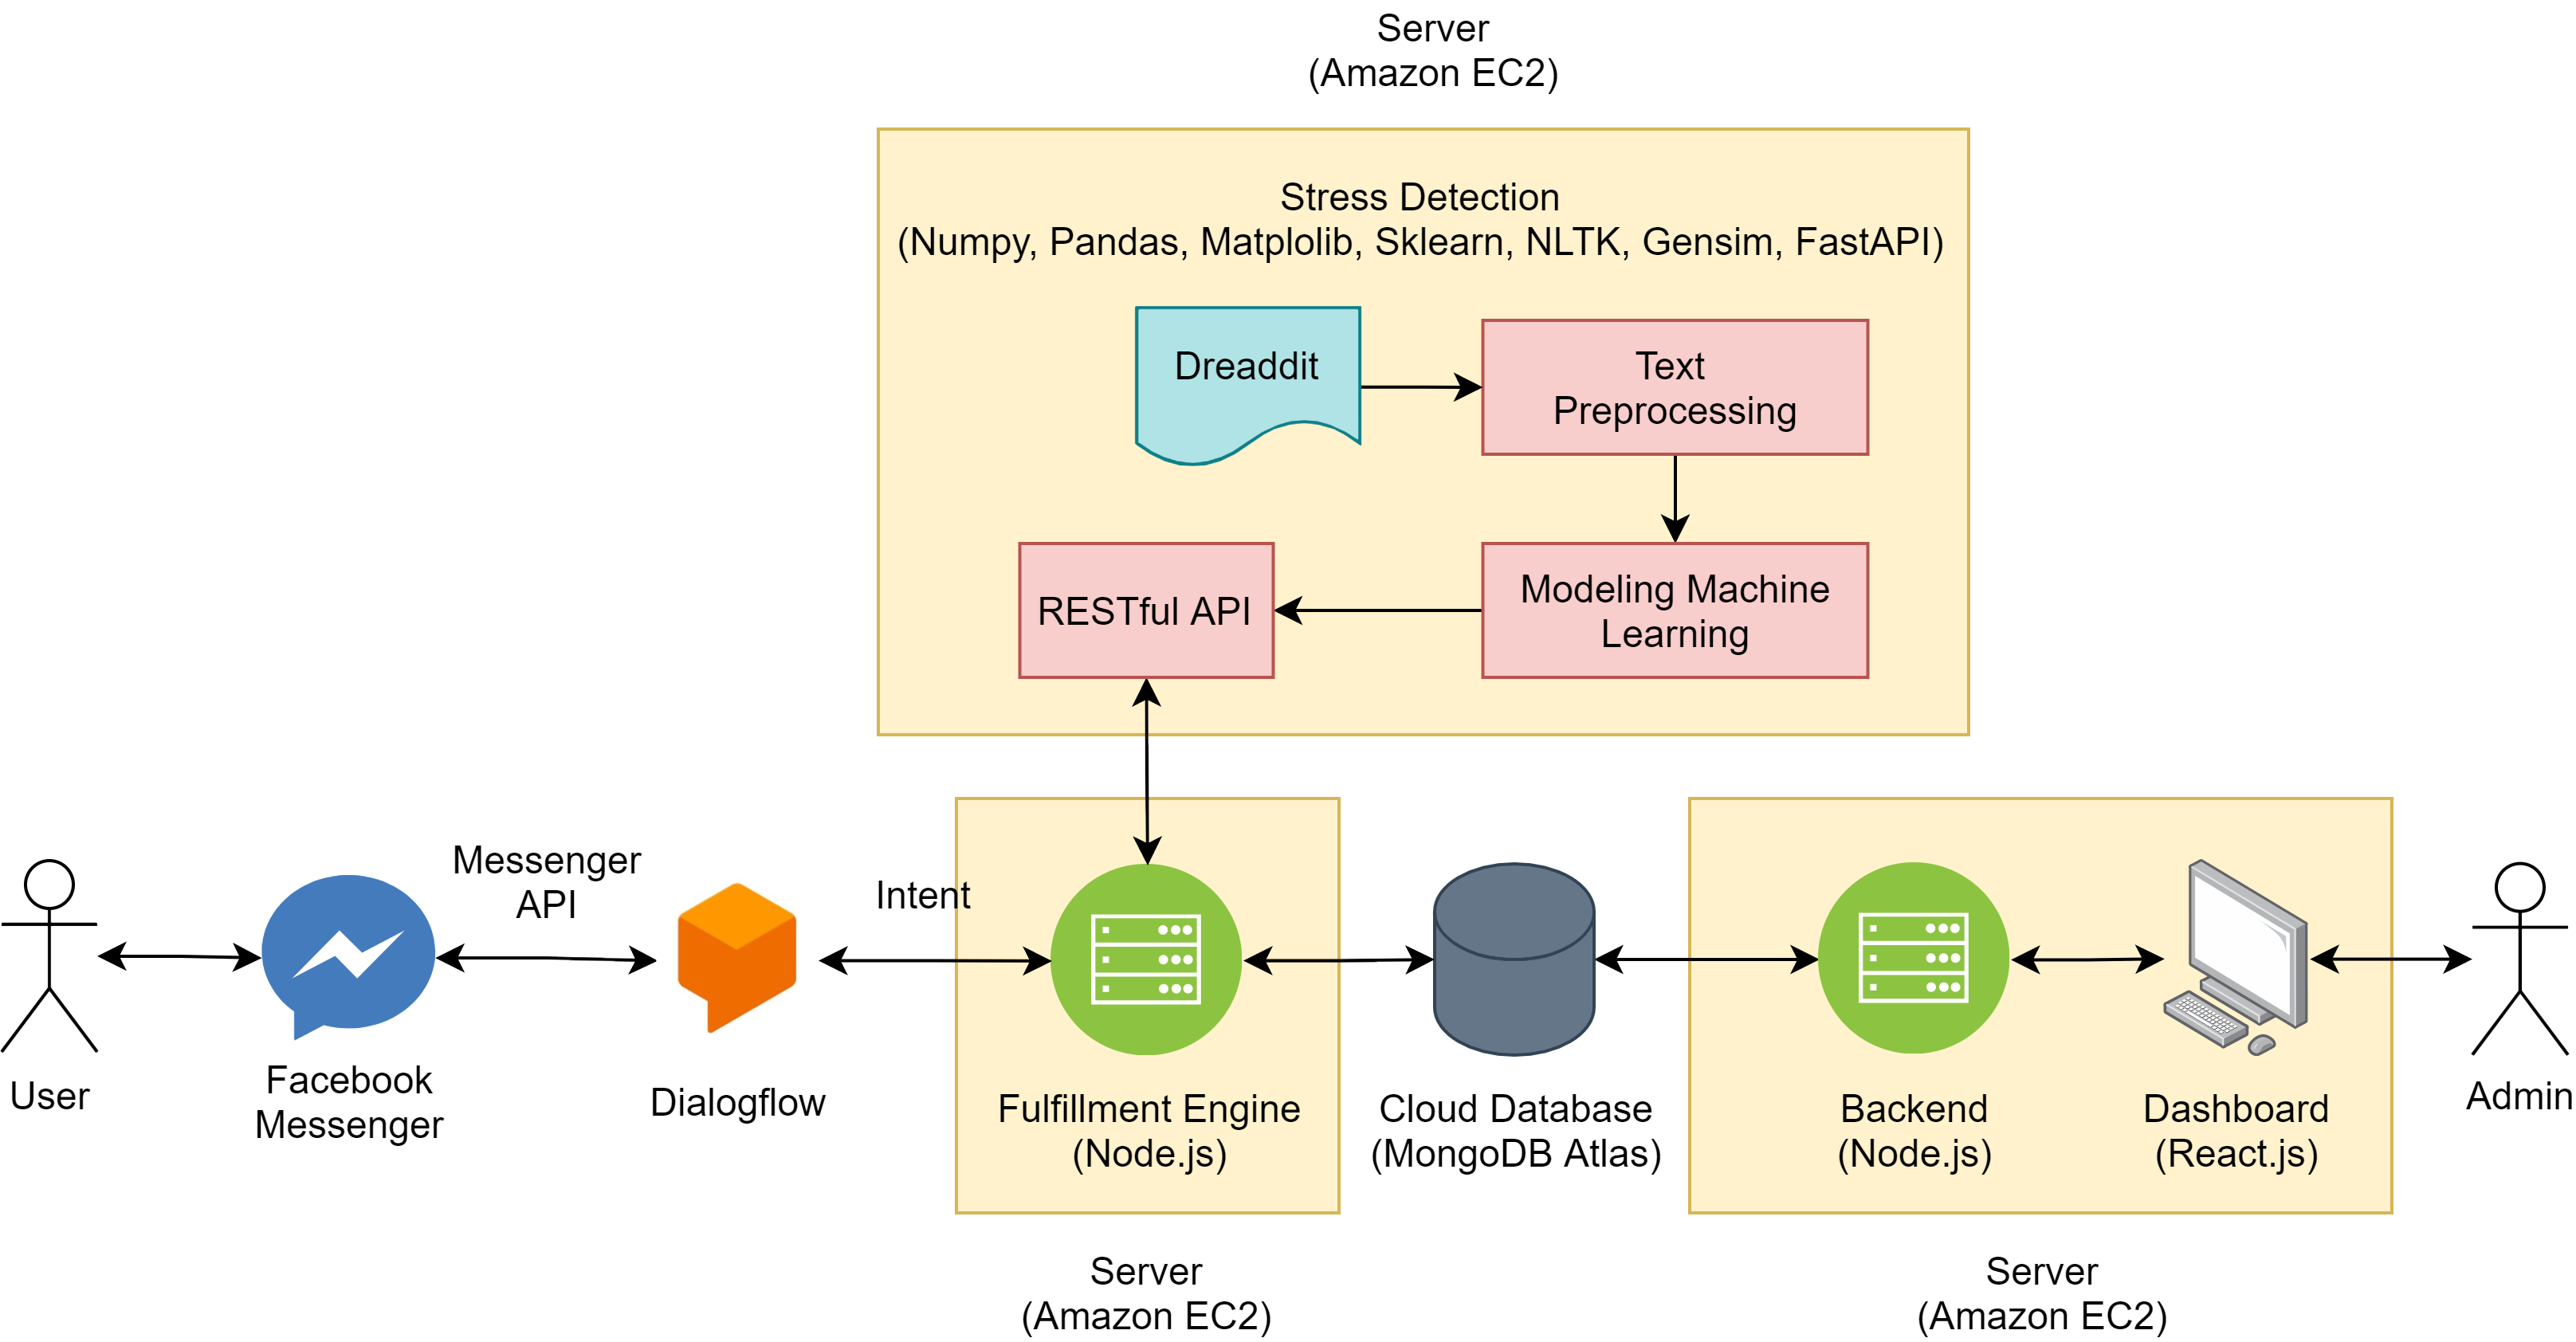 Server
(Amazon EC2)
Stress Detection
(Numpy, Pandas, Matplolib, Sklearn, NLTK, Gensim, FastAPI)
Dreaddit
Text
Preprocessing
RESTful API
Modeling Machine
Learning
Messenger
API
Intent
User
Facebook
Messenger
Dialogflow
Fulfillment Engine
(Node.js)
Cloud Database
(MongoDB Atlas)
Backend
(Node.js)
Dashboard
(React.js)
Admin
Server
(Amazon EC2)
Server
(Amazon EC2)